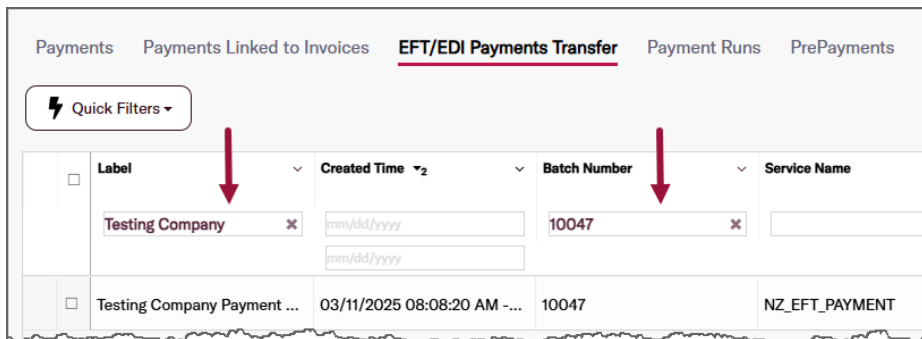 Payments Payments Linked to Invoices EFT/EDI Payments Transfer Payment Runs PrePayments
Quick Filters
Label Created Time 2 Batch Number Service Name
Testing Company mm/dd/yyyy 10047
mm/dd/yyyy
Testing Company Payment ... 03/11/2025 08:08:20 AM -... 10047 NZ_EFT_PAYMENT